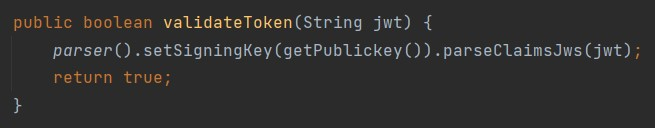 public boolean validateToken(String jwt) {
    parser().setSigningKey(getPublickey()).parseClaimsJws(jwt);
    return true;
}